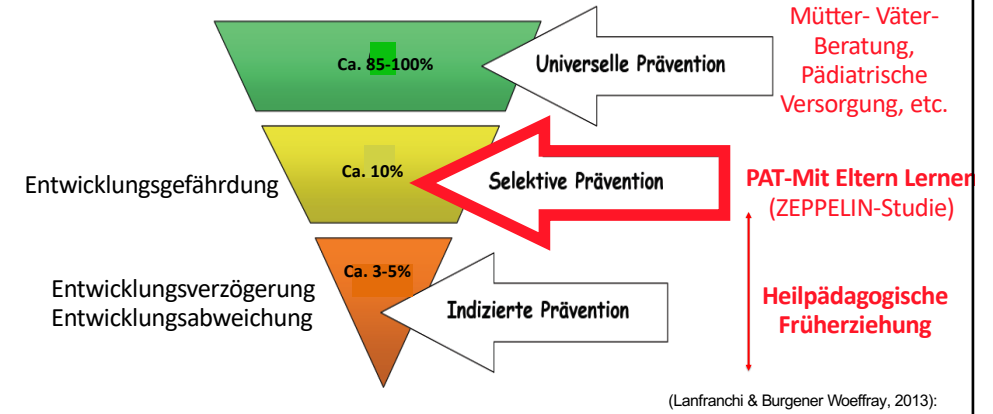 Mütter- Väter-
Beratung,
Pädiatrische
Versorgung, etc.
Ca. 85-100%
Universelle Prävention
Entwicklungsgefährdung
Ca. 10%
Selektive Prävention
PAT-Mit Eltern Lernen
(ZEPPELIN-Studie)
Entwicklungsverzögerung
Entwicklungsabweichung
Ca. 3-5%
Indizierte Prävention
Heilpädagogische
Früherziehung
(Lanfranchi & Burgener Woeffray, 2013):